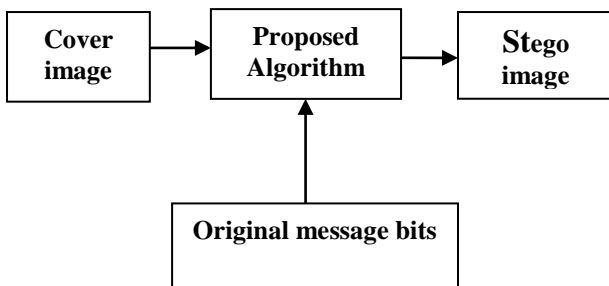 Cover
image
Proposed
Algorithm
Stego
image
Original message bits